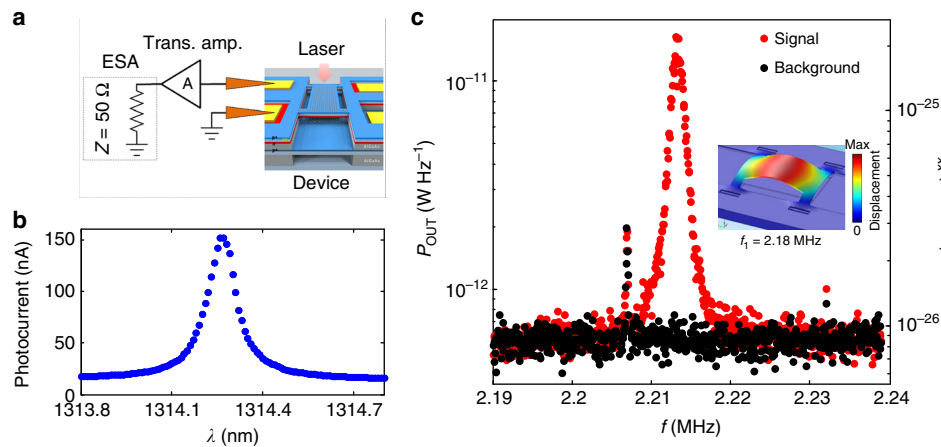 a
Trans. amp.
Laser
ESA
A
Z = 50 Ω
Device
b
150
100
50
0
Photocurrent (nA)
1313.8
1314.1
1314.4
1314.7
λ (nm)
c
Signal
Background
10⁻¹¹
10⁻¹²
P_OUT (W Hz⁻¹)
10⁻²⁵
10⁻²⁶
Max
Displacement
0
f₁ = 2.18 MHz
2.19
2.2
2.21
2.22
2.23
2.24
f (MHz)